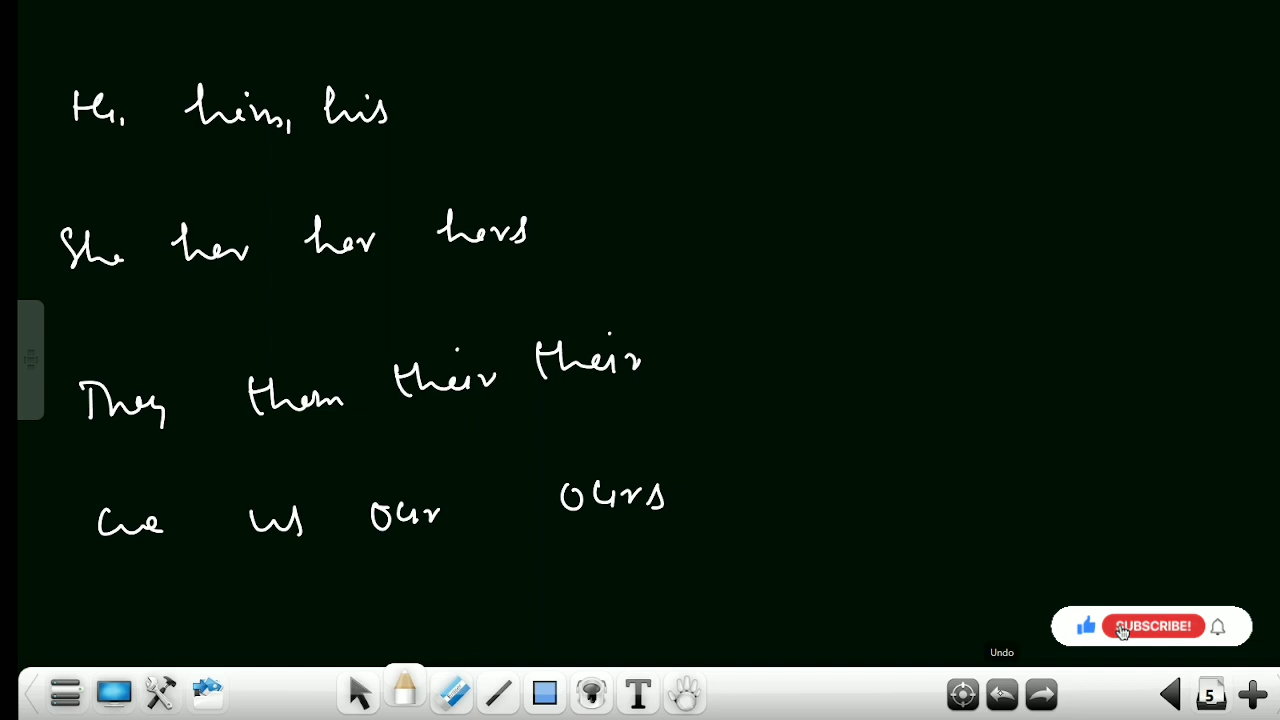 He, him, his
She her her hers
They them their their
we us our ours
SUBSCRIBE!
Undo
T
5